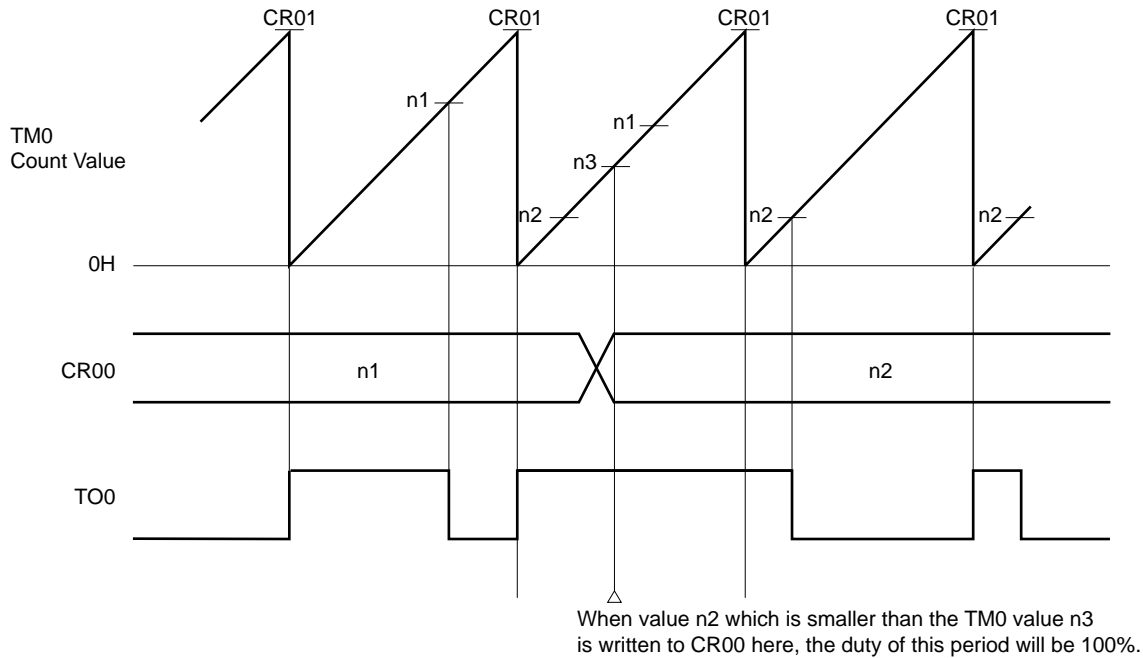 CR01 CR01 CR01 CR01
n1
n1
TM0
Count Value
n3
n2 n2 n2
0H
CR00 n1 n2
TO0
When value n2 which is smaller than the TM0 value n3
is written to CR00 here, the duty of this period will be 100%.